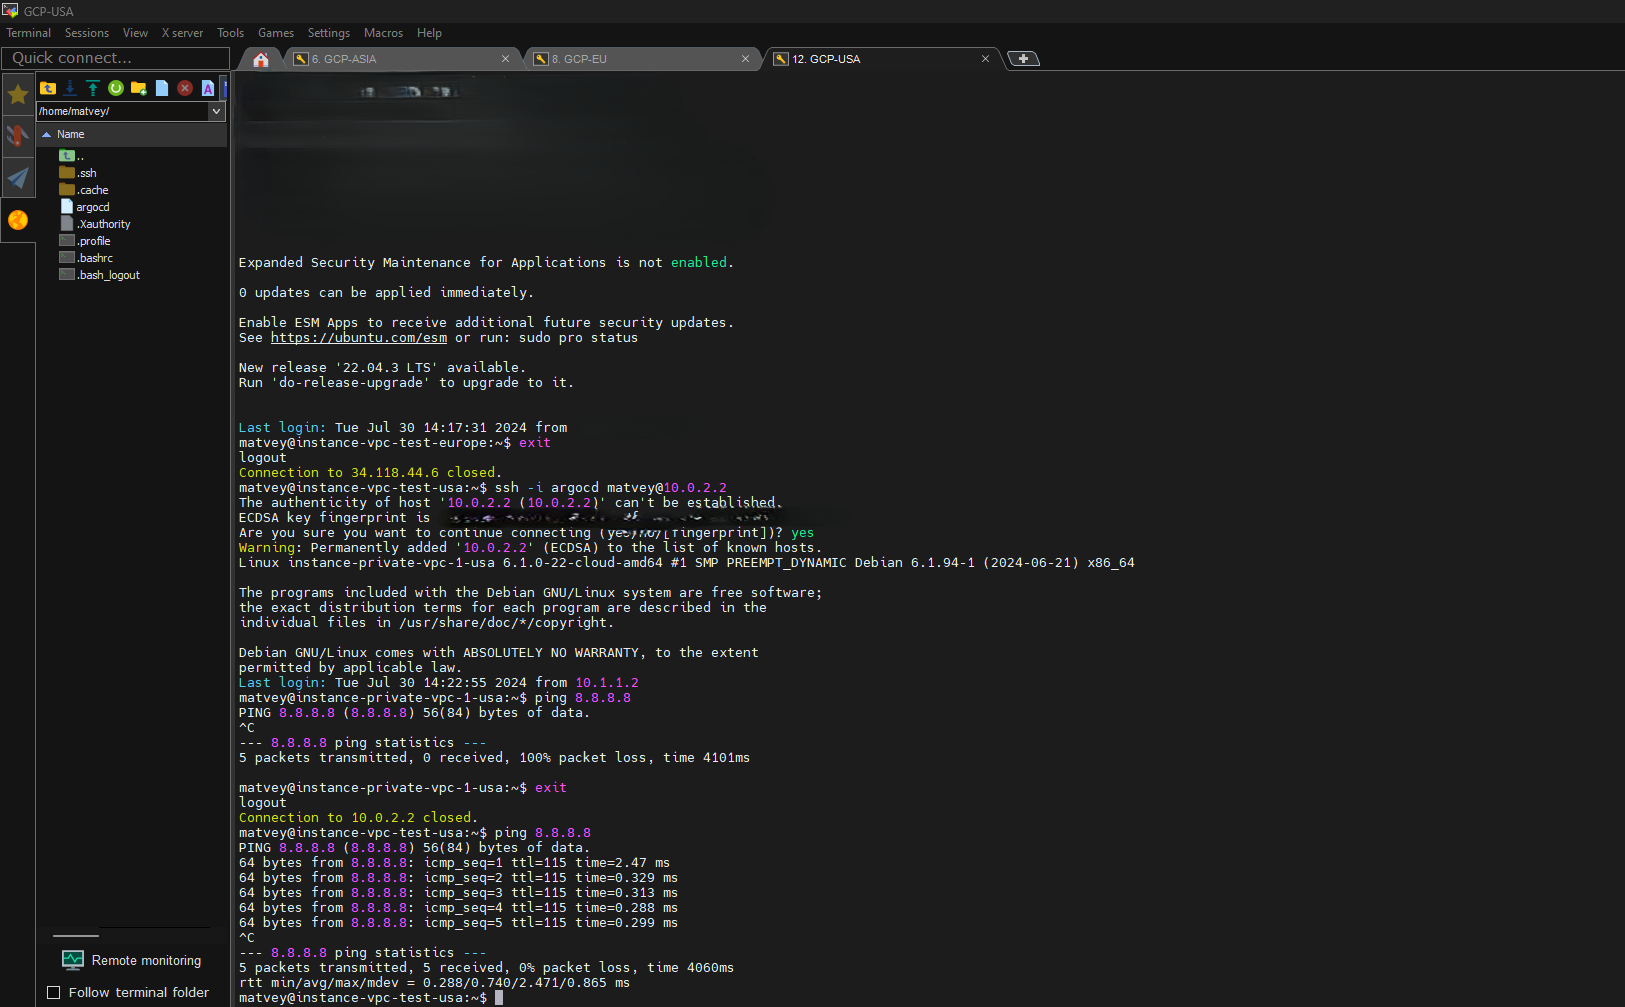 GCP-USA
Terminal Sessions View X server Tools Games Settings Macros Help
Quick connect...
6. GCP-ASIA
8. GCP-EU
12. GCP-USA
/home/matvey/
Name
..
.ssh
.cache
argocd
.Xauthority
.profile
.bashrc
.bash_logout
Remote monitoring
Follow terminal folder
Expanded Security Maintenance for Applications is not enabled.
0 updates can be applied immediately.
Enable ESM Apps to receive additional future security updates.
See https://ubuntu.com/esm or run: sudo pro status
New release '22.04.3 LTS' available.
Run 'do-release-upgrade' to upgrade to it.
Last login: Tue Jul 30 14:17:31 2024 from
matvey@instance-vpc-test-europe:~$ exit
logout
Connection to 34.118.44.6 closed.
matvey@instance-vpc-test-usa:~$ ssh -i argocd matvey@10.0.2.2
The authenticity of host '10.0.2.2 (10.0.2.2)' can't be established.
ECDSA key fingerprint is
Are you sure you want to continue connecting (yes/no/[fingerprint])? yes
Warning: Permanently added '10.0.2.2' (ECDSA) to the list of known hosts.
Linux instance-private-vpc-1-usa 6.1.0-22-cloud-amd64 #1 SMP PREEMPT_DYNAMIC Debian 6.1.94-1 (2024-06-21) x86_64
The programs included with the Debian GNU/Linux system are free software;
the exact distribution terms for each program are described in the
individual files in /usr/share/doc/*/copyright.
Debian GNU/Linux comes with ABSOLUTELY NO WARRANTY, to the extent
permitted by applicable law.
Last login: Tue Jul 30 14:22:55 2024 from 10.1.1.2
matvey@instance-private-vpc-1-usa:~$ ping 8.8.8.8
PING 8.8.8.8 (8.8.8.8) 56(84) bytes of data.
^C
--- 8.8.8.8 ping statistics ---
5 packets transmitted, 0 received, 100% packet loss, time 4101ms
matvey@instance-private-vpc-1-usa:~$ exit
logout
Connection to 10.0.2.2 closed.
matvey@instance-vpc-test-usa:~$ ping 8.8.8.8
PING 8.8.8.8 (8.8.8.8) 56(84) bytes of data.
64 bytes from 8.8.8.8: icmp_seq=1 ttl=115 time=2.47 ms
64 bytes from 8.8.8.8: icmp_seq=2 ttl=115 time=0.329 ms
64 bytes from 8.8.8.8: icmp_seq=3 ttl=115 time=0.313 ms
64 bytes from 8.8.8.8: icmp_seq=4 ttl=115 time=0.288 ms
64 bytes from 8.8.8.8: icmp_seq=5 ttl=115 time=0.299 ms
^C
--- 8.8.8.8 ping statistics ---
5 packets transmitted, 5 received, 0% packet loss, time 4060ms
rtt min/avg/max/mdev = 0.288/0.740/2.471/0.865 ms
matvey@instance-vpc-test-usa:~$